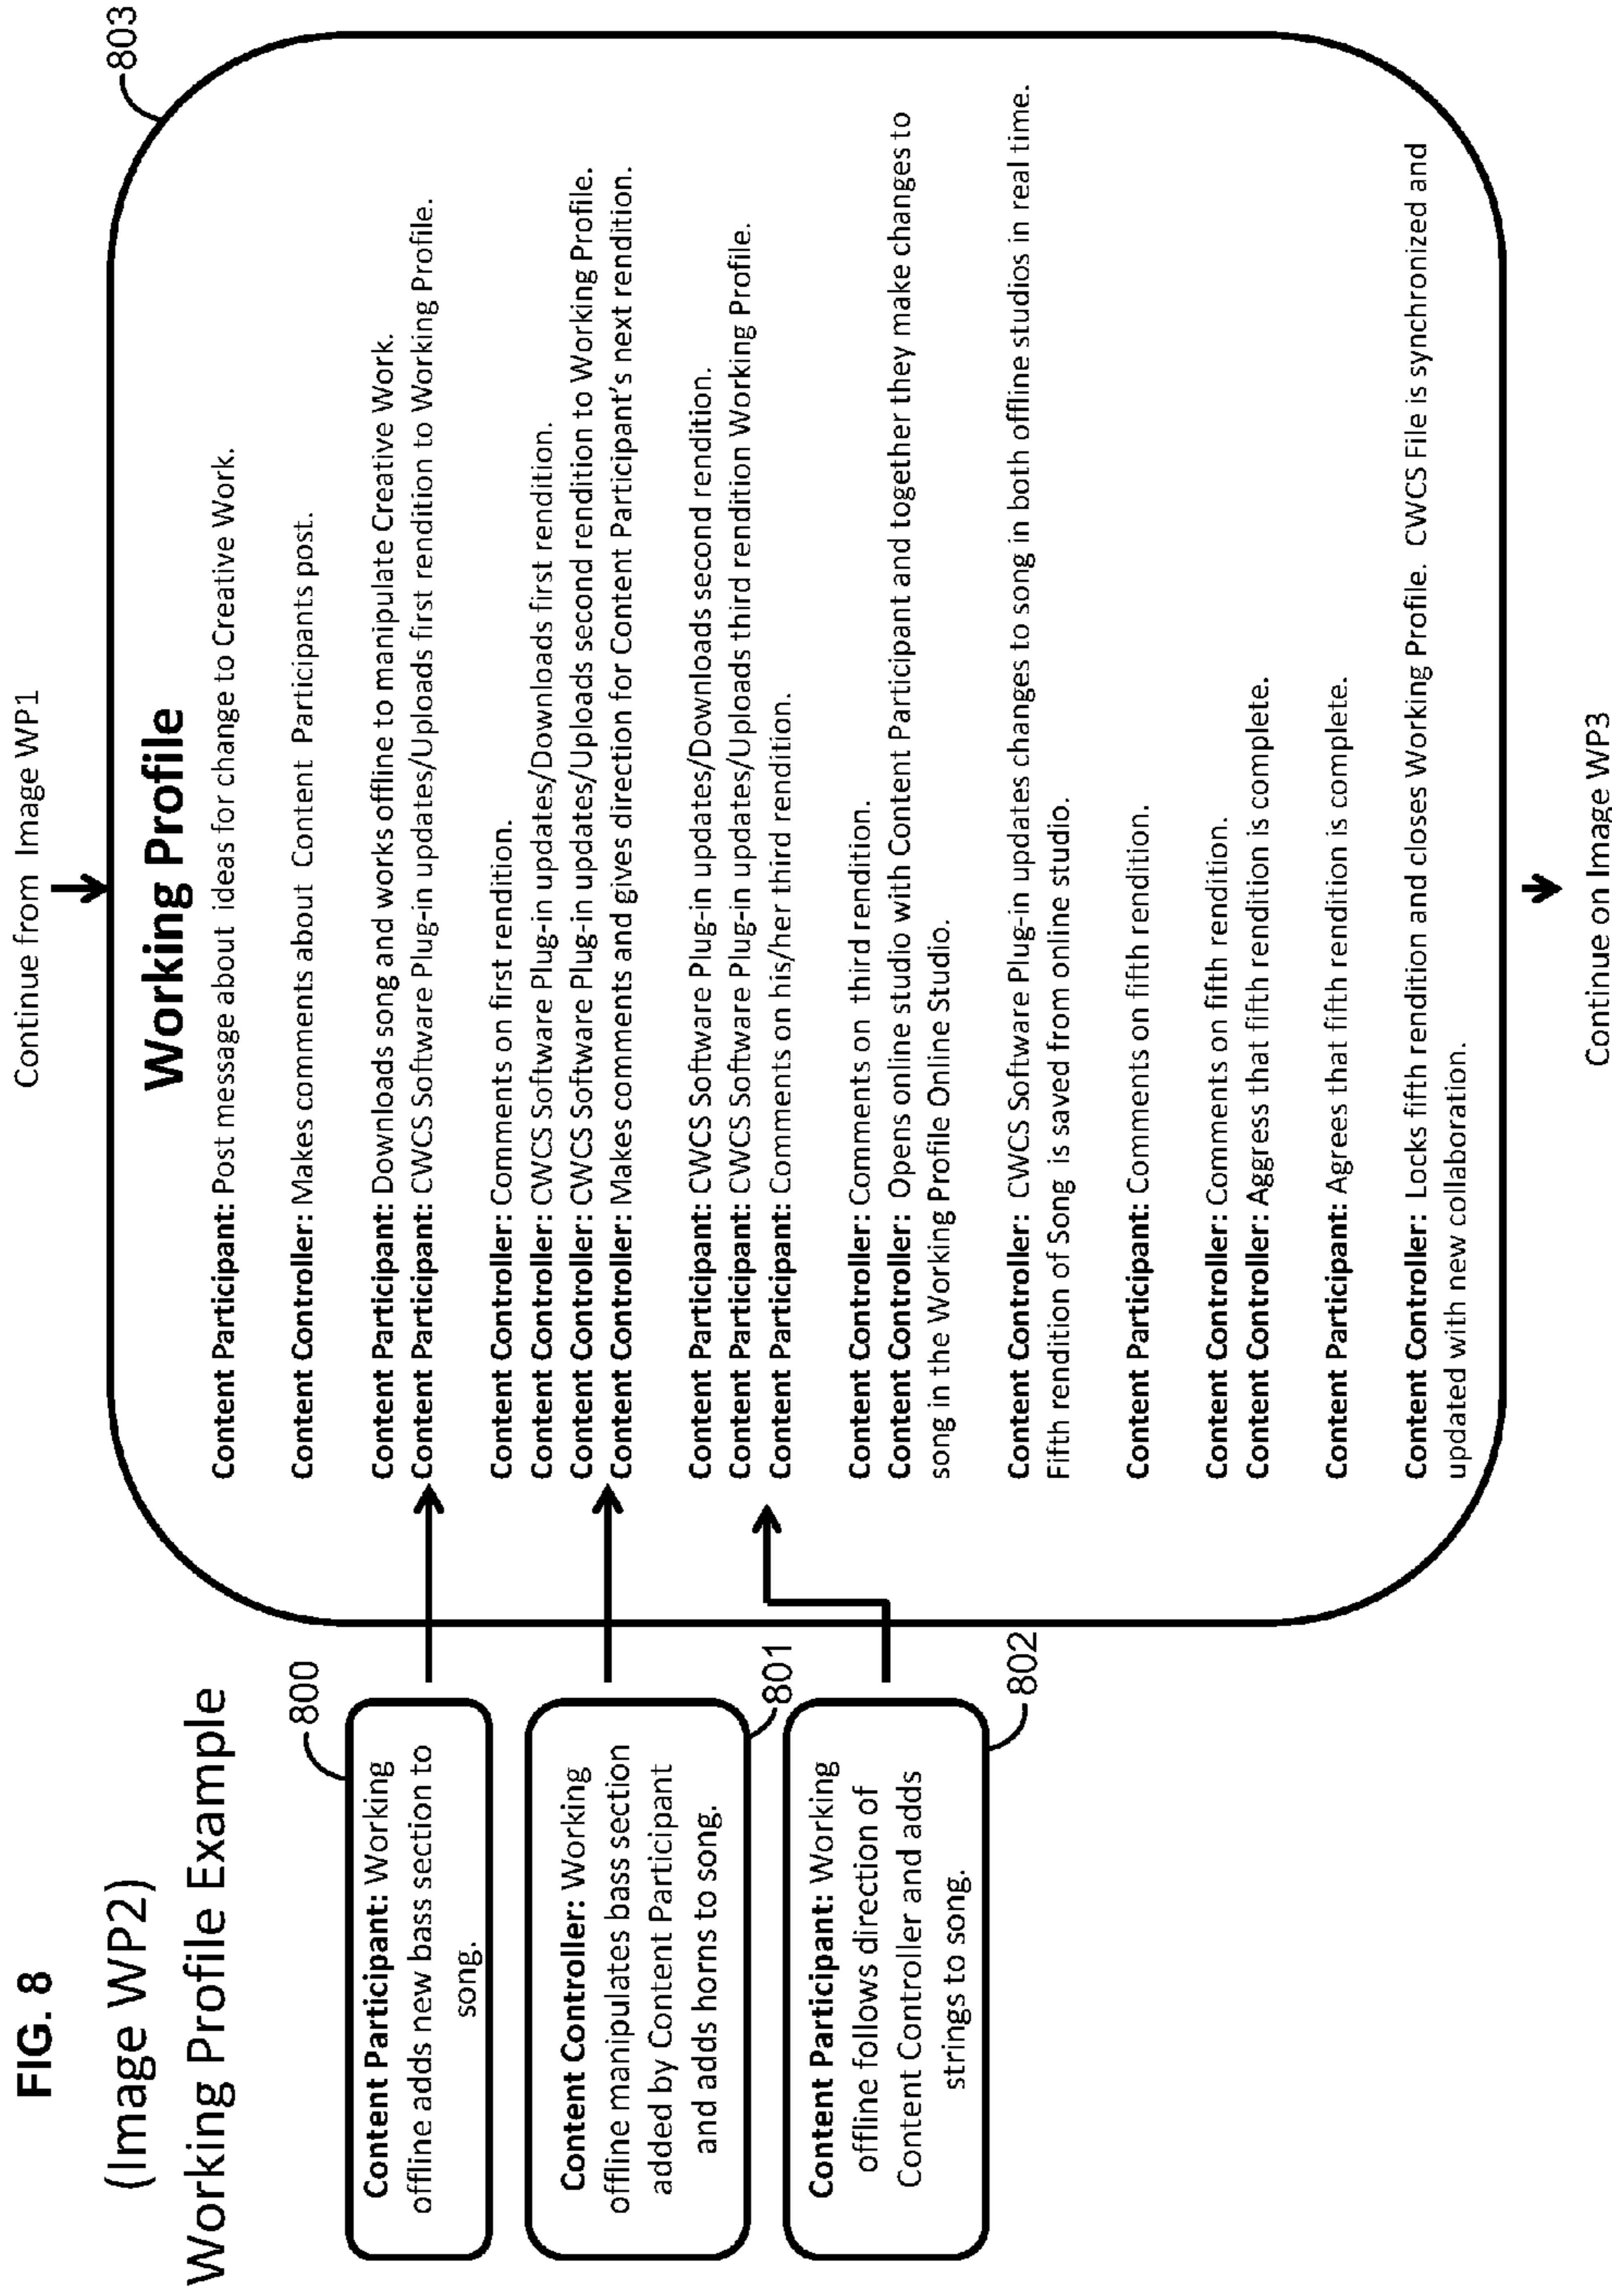 FIG. 8
(Image WP2)
Working Profile Example
Continue from Image WP1
800
Content Participant: Working
offline adds new bass section to
song.
801
Content Controller: Working
offline manipulates bass section
added by Content Participant
and adds horns to song.
802
Content Participant: Working
offline follows direction of
Content Controller and adds
strings to song.
803
Working Profile
Content Participant: Post message about ideas for change to Creative Work.
Content Controller: Makes comments about Content Participants post.
Content Participant: Downloads song and works offline to manipulate Creative Work.
Content Participant: CWCS Software Plug-in updates/Uploads first rendition to Working Profile.
Content Controller: Comments on first rendition.
Content Controller: CWCS Software Plug-in updates/Downloads first rendition.
Content Controller: CWCS Software Plug-in updates/Uploads second rendition to Working Profile.
Content Controller: Makes comments and gives direction for Content Participant's next rendition.
Content Participant: CWCS Software Plug-in updates/Downloads second rendition.
Content Participant: CWCS Software Plug-in updates/Uploads third rendition Working Profile.
Content Participant: Comments on his/her third rendition.
Content Controller: Comments on third rendition.
Content Controller: Opens online studio with Content Participant and together they make changes to
song in the Working Profile Online Studio.
Content Controller: CWCS Software Plug-in updates changes to song in both offline studios in real time.
Fifth rendition of Song is saved from online studio.
Content Participant: Comments on fifth rendition.
Content Controller: Comments on fifth rendition.
Content Controller: Aggress that fifth rendition is complete.
Content Participant: Agrees that fifth rendition is complete.
Content Controller: Locks fifth rendition and closes Working Profile. CWCS File is synchronized and
updated with new collaboration.
Continue on Image WP3